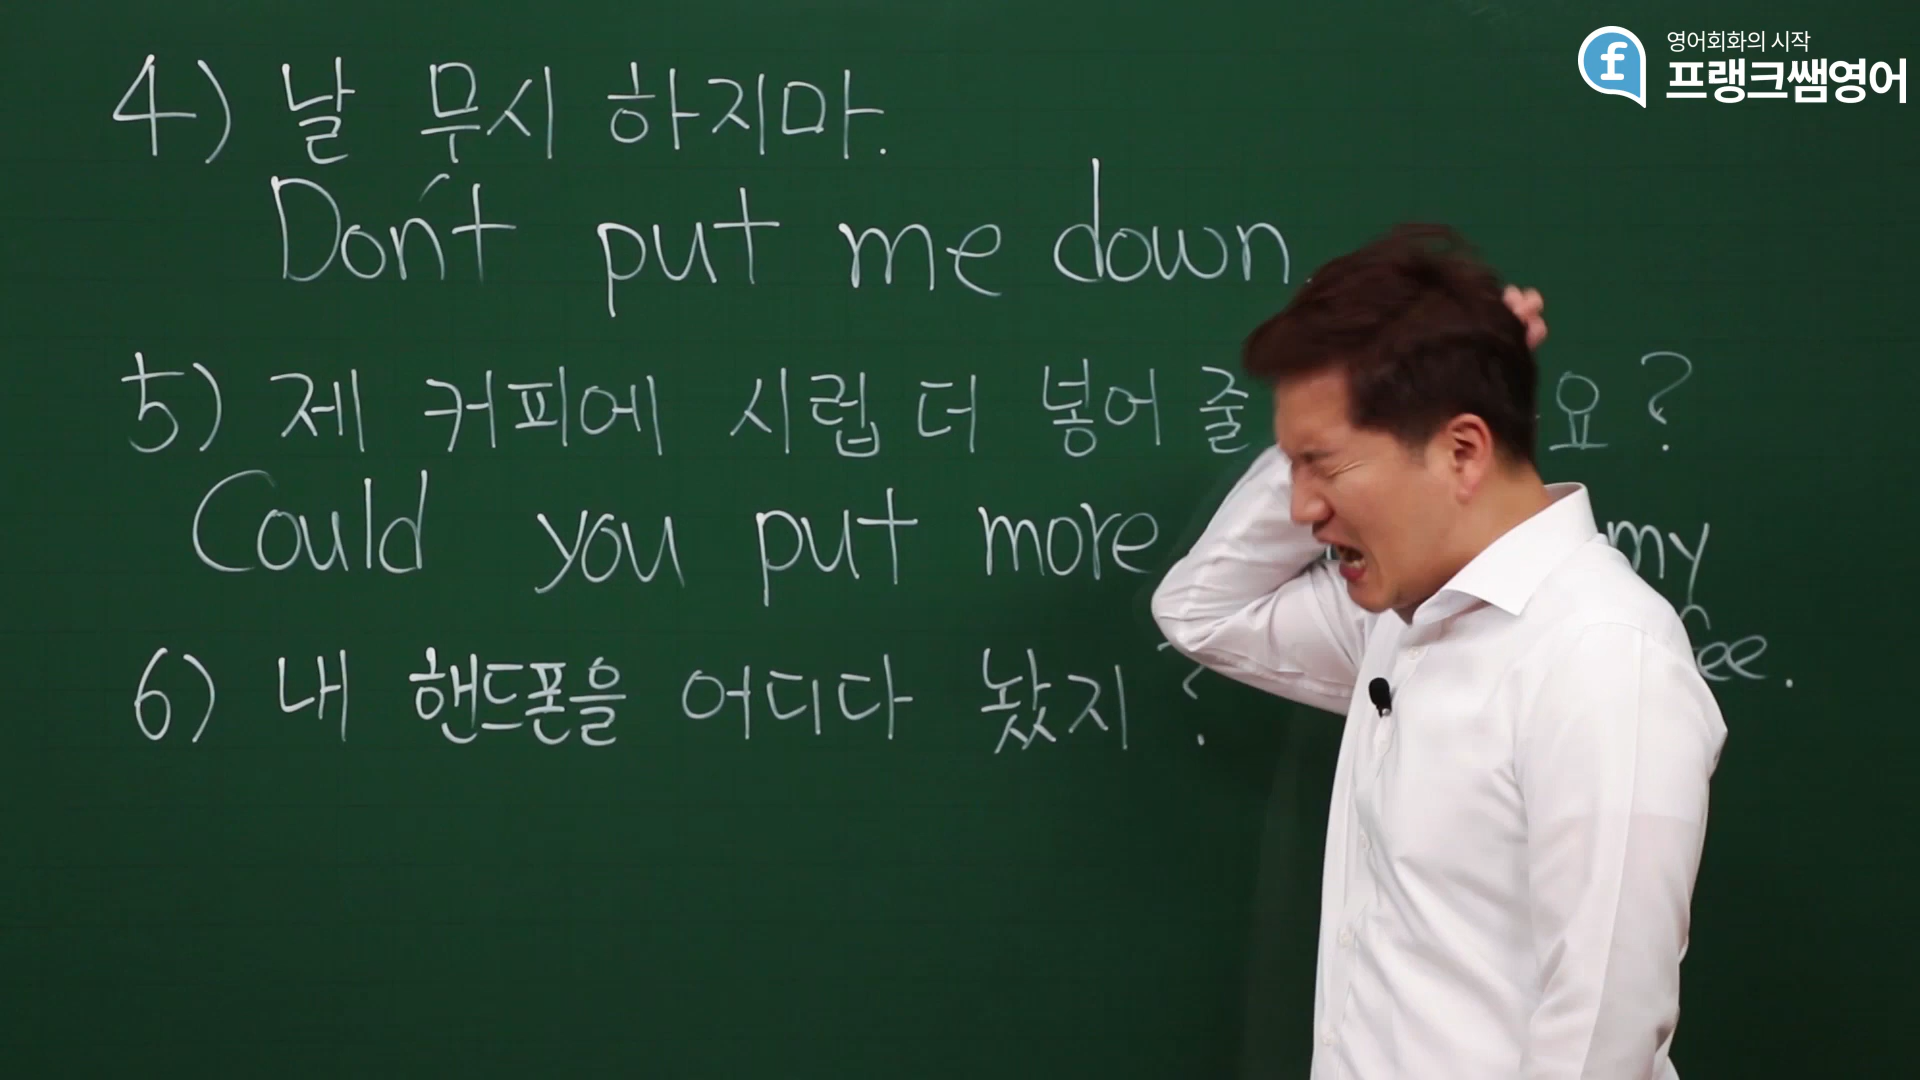 영어회화의 시작
프랭크쌤영어
4) 날 무시 하지마.
Don't put me down.
5) 제 커피에 시럽 더 넣어 줄 요?
Could you put more my
6) 내 핸드폰을 어디다 놨지?